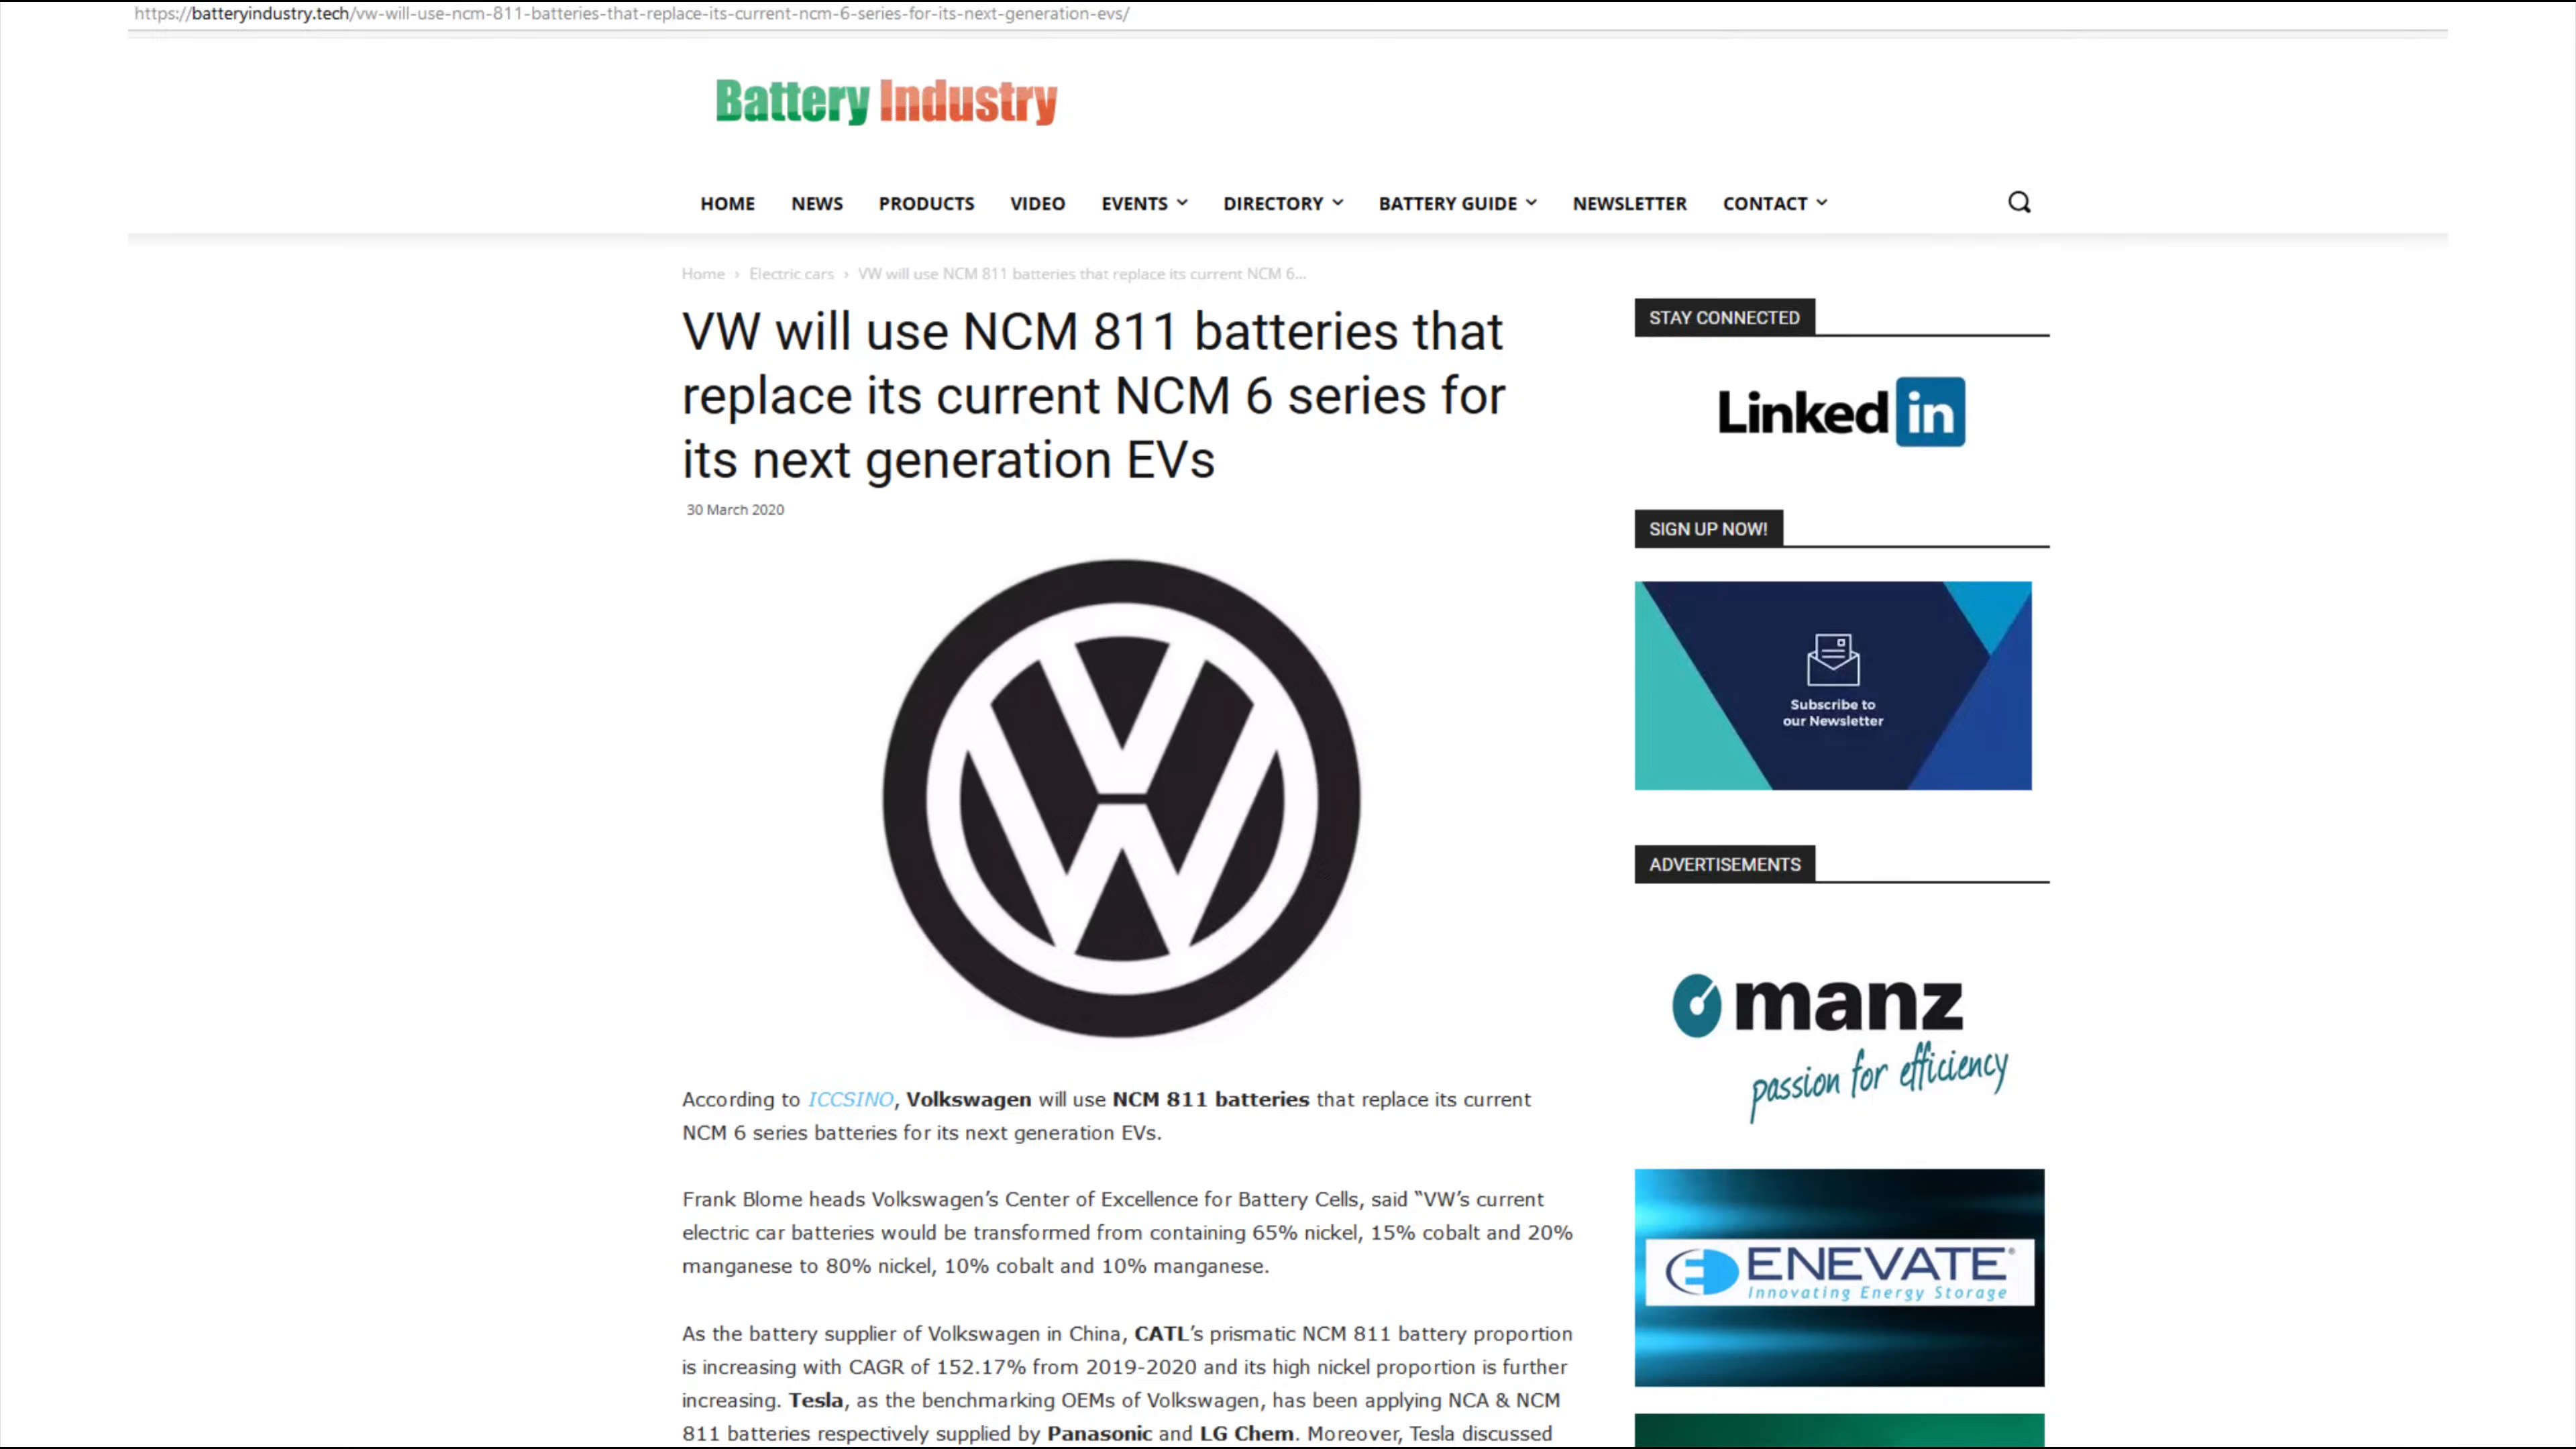 https://batteryindustry.tech/vw-will-use-ncm-811-batteries-that-replace-its-current-ncm-6-series-for-its-next-generation-evs/
Battery Industry
HOME NEWS PRODUCTS VIDEO EVENTS DIRECTORY BATTERY GUIDE NEWSLETTER CONTACT
Home › Electric cars › VW will use NCM 811 batteries that replace its current NCM 6...
VW will use NCM 811 batteries that
replace its current NCM 6 series for
its next generation EVs
30 March 2020
According to ICCSINO, Volkswagen will use NCM 811 batteries that replace its current
NCM 6 series batteries for its next generation EVs.
Frank Blome heads Volkswagen’s Center of Excellence for Battery Cells, said “VW’s current
electric car batteries would be transformed from containing 65% nickel, 15% cobalt and 20%
manganese to 80% nickel, 10% cobalt and 10% manganese.
As the battery supplier of Volkswagen in China, CATL’s prismatic NCM 811 battery proportion
is increasing with CAGR of 152.17% from 2019-2020 and its high nickel proportion is further
increasing. Tesla, as the benchmarking OEMs of Volkswagen, has been applying NCA & NCM
811 batteries respectively supplied by Panasonic and LG Chem. Moreover, Tesla discussed
STAY CONNECTED
Linked in
SIGN UP NOW!
Subscribe to
our Newsletter
ADVERTISEMENTS
manz
passion for efficiency
ENEVATE®
Innovating Energy Storage